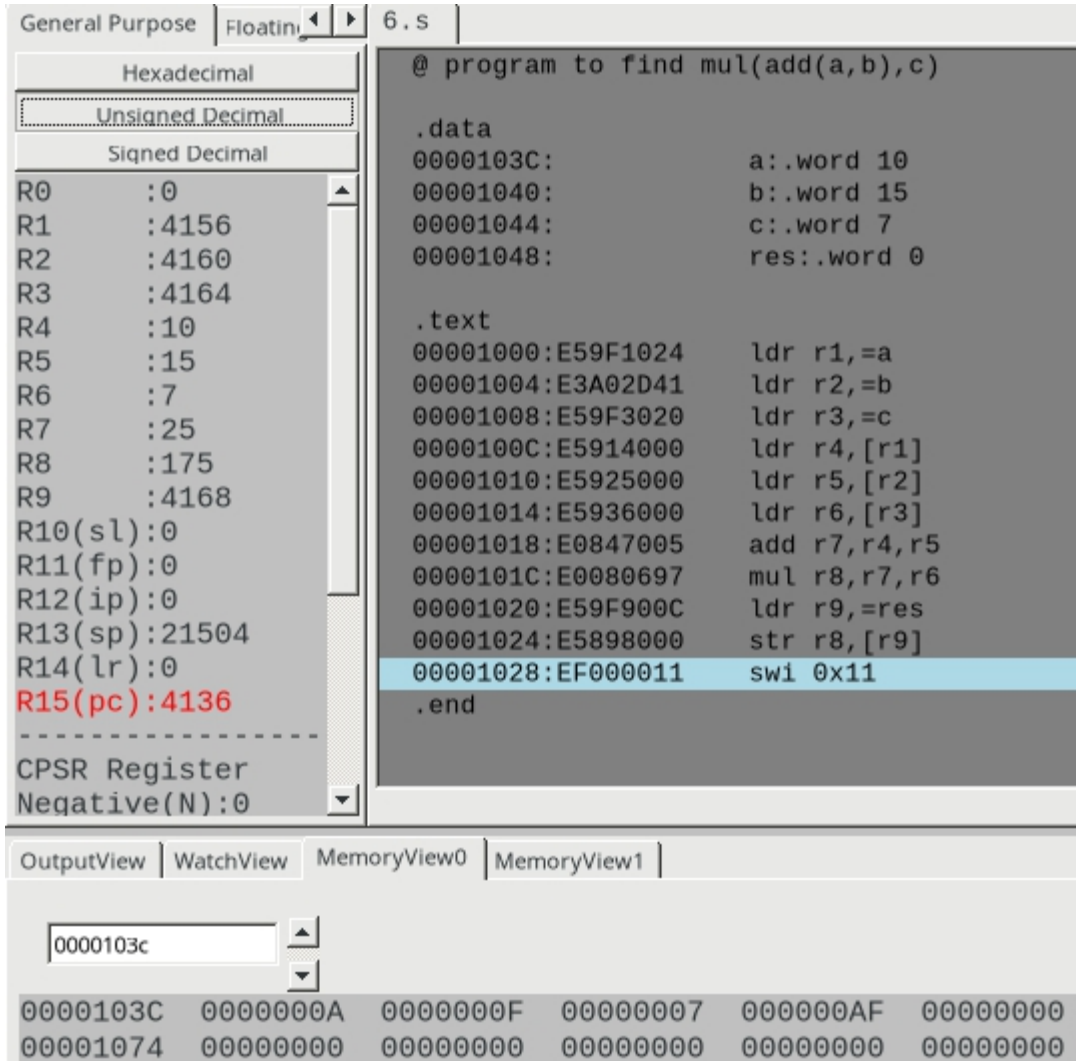 General Purpose Floatin
Hexadecimal
Unsigned Decimal
Signed Decimal
R0 :0
R1 :4156
R2 :4160
R3 :4164
R4 :10
R5 :15
R6 :7
R7 :25
R8 :175
R9 :4168
R10(sl):0
R11(fp):0
R12(ip):0
R13(sp):21504
R14(lr):0
R15(pc):4136
------------------
CPSR Register
Negative(N):0
6.s
@ program to find mul(add(a,b),c)
.data
0000103C: a:.word 10
00001040: b:.word 15
00001044: c:.word 7
00001048: res:.word 0
.text
00001000:E59F1024 ldr r1,=a
00001004:E3A02D41 ldr r2,=b
00001008:E59F3020 ldr r3,=c
0000100C:E5914000 ldr r4,[r1]
00001010:E5925000 ldr r5,[r2]
00001014:E5936000 ldr r6,[r3]
00001018:E0847005 add r7,r4,r5
0000101C:E0080697 mul r8,r7,r6
00001020:E59F900C ldr r9,=res
00001024:E5898000 str r8,[r9]
00001028:EF000011 swi 0x11
.end
OutputView WatchView MemoryView0 MemoryView1
0000103c
0000103C 0000000A 0000000F 00000007 000000AF 00000000
00001074 00000000 00000000 00000000 00000000 00000000